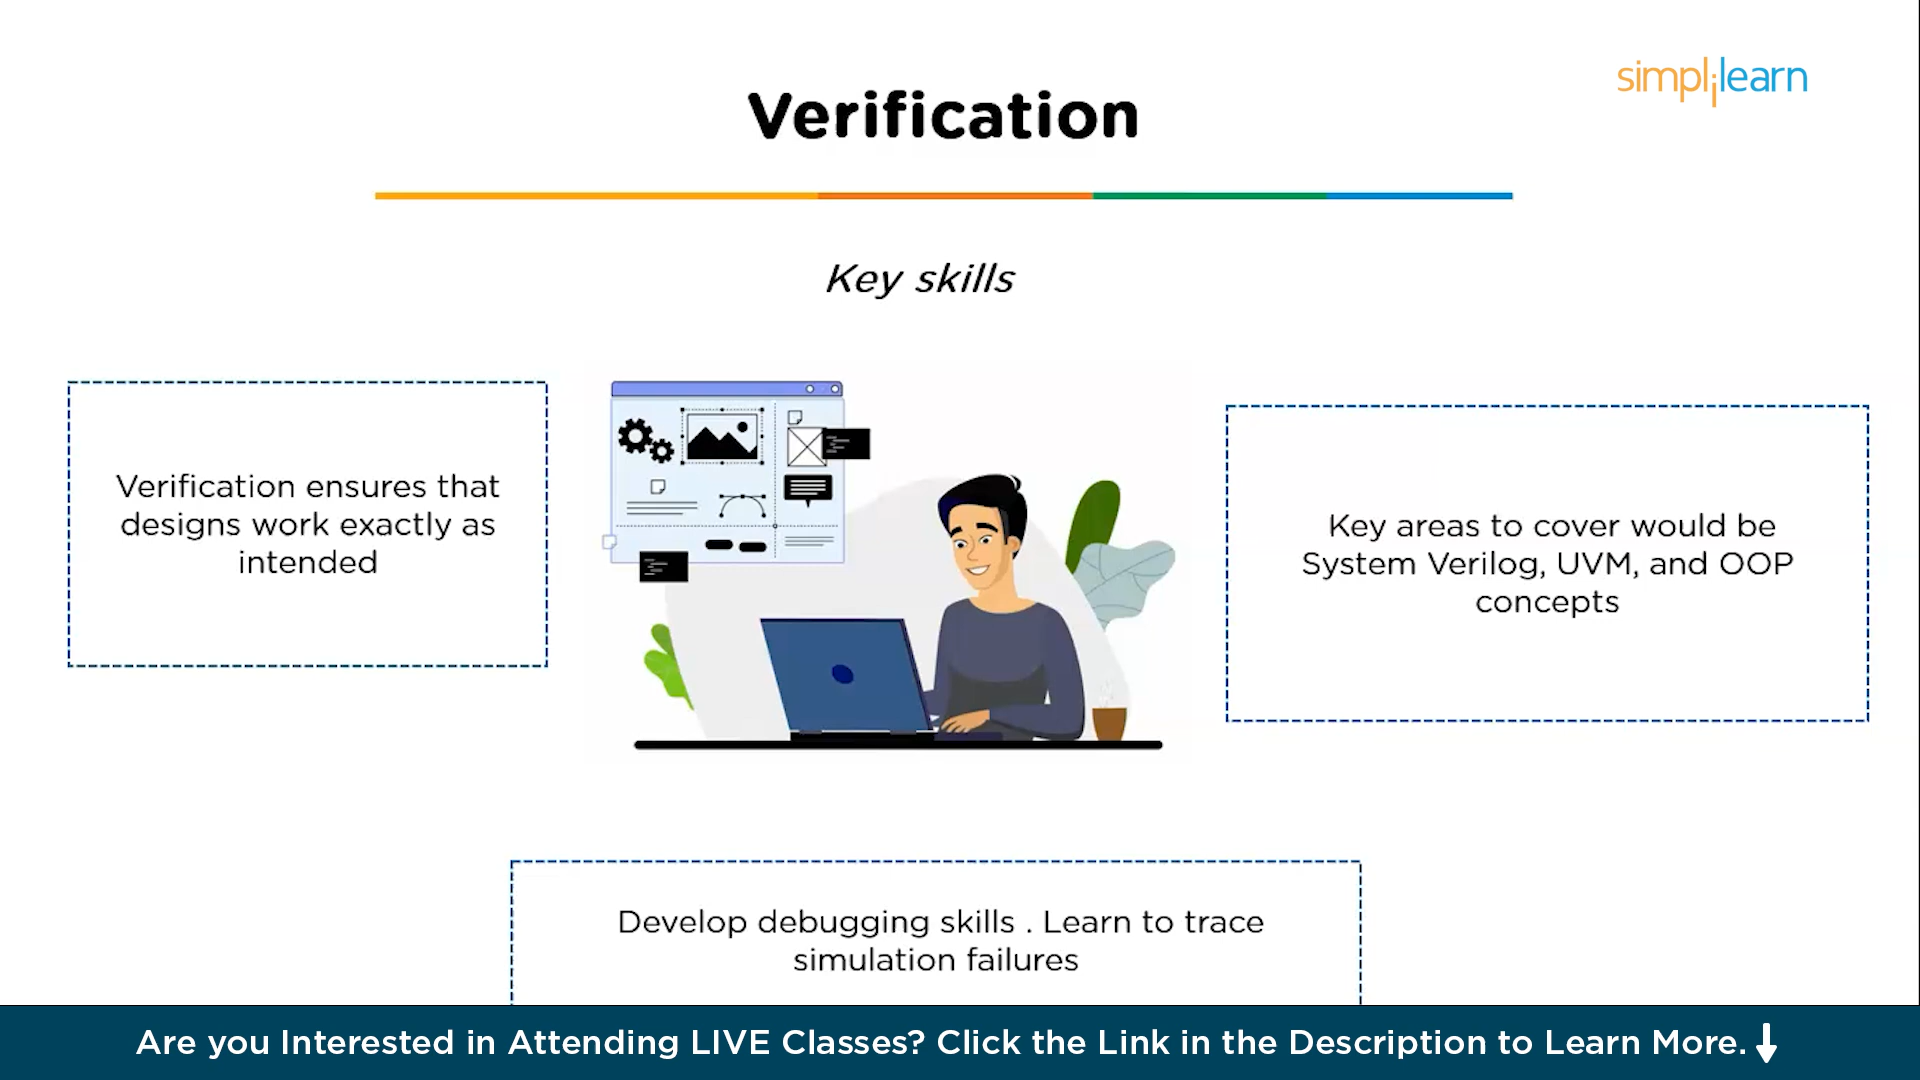 simplilearn
Verification
Key skills
Verification ensures that
designs work exactly as
intended
Key areas to cover would be
System Verilog, UVM, and OOP
concepts
Develop debugging skills . Learn to trace
simulation failures
Are you Interested in Attending LIVE Classes? Click the Link in the Description to Learn More.